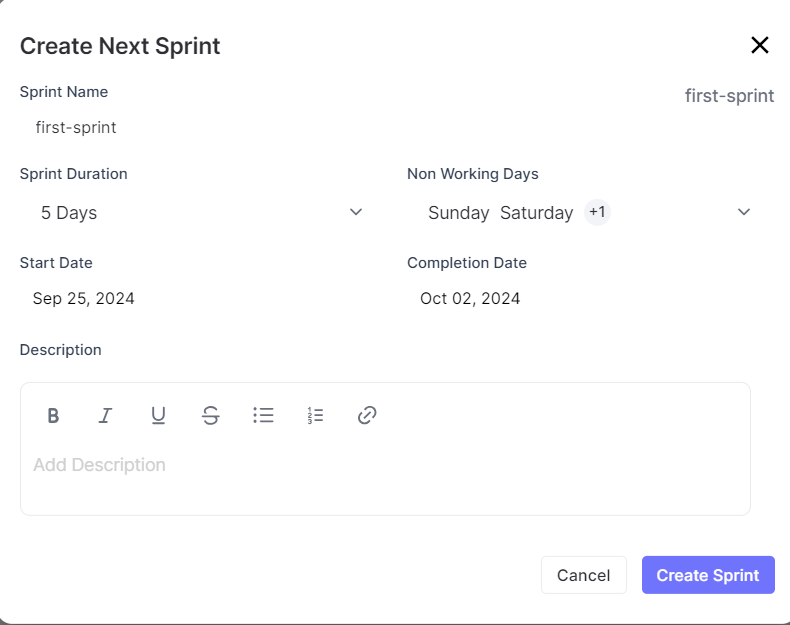 Create Next Sprint
Sprint Name
first-sprint
first-sprint
Sprint Duration
Non Working Days
5 Days
Sunday Saturday +1
Start Date
Completion Date
Sep 25, 2024
Oct 02, 2024
Description
B I U S
Add Description
Cancel
Create Sprint